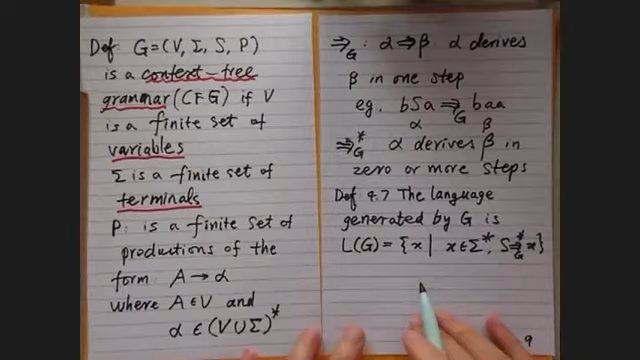 Def: G=(V, Σ, S, P)
is a context-free
grammar (CFG) if V
is a finite set of
variables
Σ is a finite set of
terminals
P: is a finite set of
productions of the
form A → α
where A∈V and
α ∈ (V∪Σ)*
⇒G : α ⇒ β α derives
β in one step
eg. bSa ⇒G baa
α β
⇒G* α derives β in
zero or more steps
Def 4.7 The language
generated by G is
L(G) = {x | x∈Σ*, S⇒G* x}
9